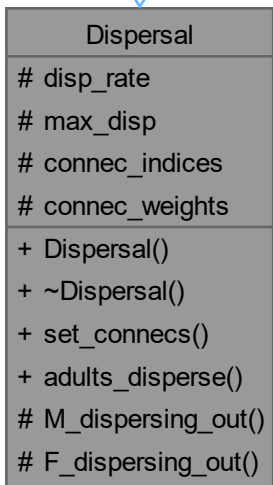 Dispersal
# disp_rate
# max_disp
# connec_indices
# connec_weights
+ Dispersal()
+ ~Dispersal()
+ set_connecs()
+ adults_disperse()
# M_dispersing_out()
# F_dispersing_out()